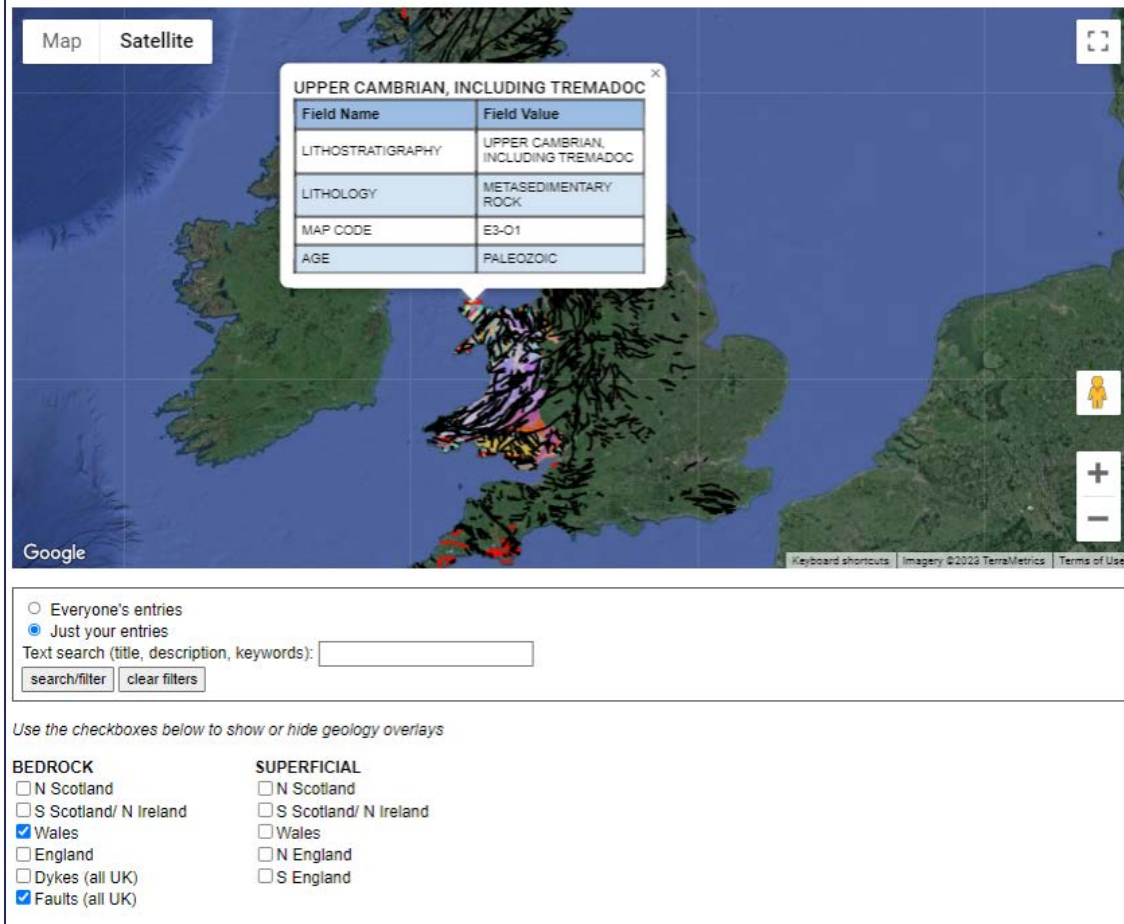 Map Satellite
UPPER CAMBRIAN, INCLUDING TREMADOC
×
Field Name Field Value
LITHOSTRATIGRAPHY UPPER CAMBRIAN,
INCLUDING TREMADOC
LITHOLOGY METASEDIMENTARY
ROCK
MAP CODE E3-O1
AGE PALEOZOIC
+
−
Google
Keyboard shortcuts Imagery ©2023 TerraMetrics Terms of Use
Everyone's entries
Just your entries
Text search (title, description, keywords):
search/filter clear filters
Use the checkboxes below to show or hide geology overlays
BEDROCK
N Scotland
S Scotland/ N Ireland
Wales
England
Dykes (all UK)
Faults (all UK)
SUPERFICIAL
N Scotland
S Scotland/ N Ireland
Wales
N England
S England